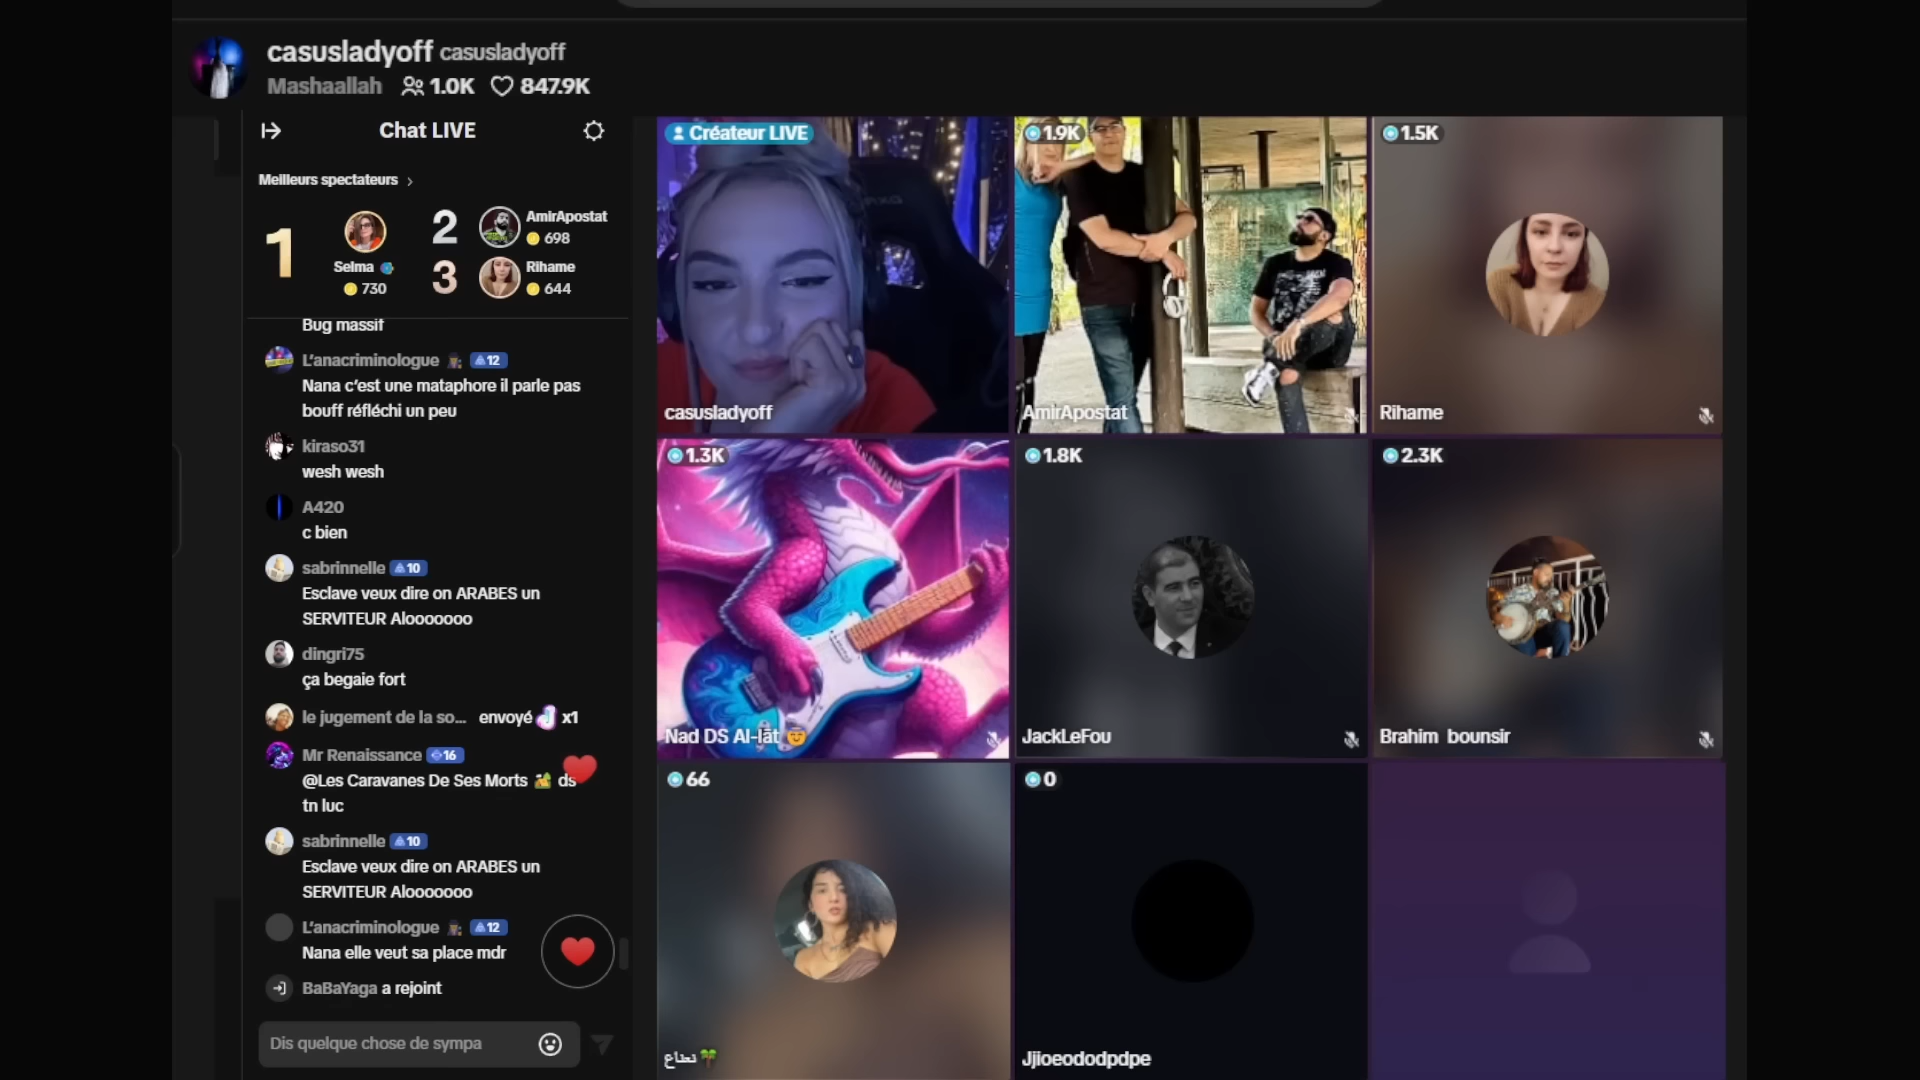 casusladyoff casusladyoff
Mashaallah 1.0K 847.9K
Chat LIVE
Meilleurs spectateurs
1
Selma
730
2
AmirApostat
698
3
Rihame
644
Bug massif
L'anacriminologue 12
Nana c'est une mataphore il parle pas
bouff réfléchi un peu
kiraso31
wesh wesh
A420
c bien
sabrinnelle 10
Esclave veux dire on ARABES un
SERVITEUR Alooooooo
dingri75
ça begaie fort
le jugement de la so... envoyé x1
Mr Renaissance 16
@Les Caravanes De Ses Morts 🐫 ds
tn luc
sabrinnelle 10
Esclave veux dire on ARABES un
SERVITEUR Alooooooo
L'anacriminologue 12
Nana elle veut sa place mdr
BaBaYaga a rejoint
Dis quelque chose de sympa
Créateur LIVE
casusladyoff
1.9K
AmirApostat
1.5K
Rihame
1.3K
Nad DS Al-lāt
1.8K
JackLeFou
2.3K
Brahim bounsir
66
نعناع🌴
0
Jjioeododpdpe